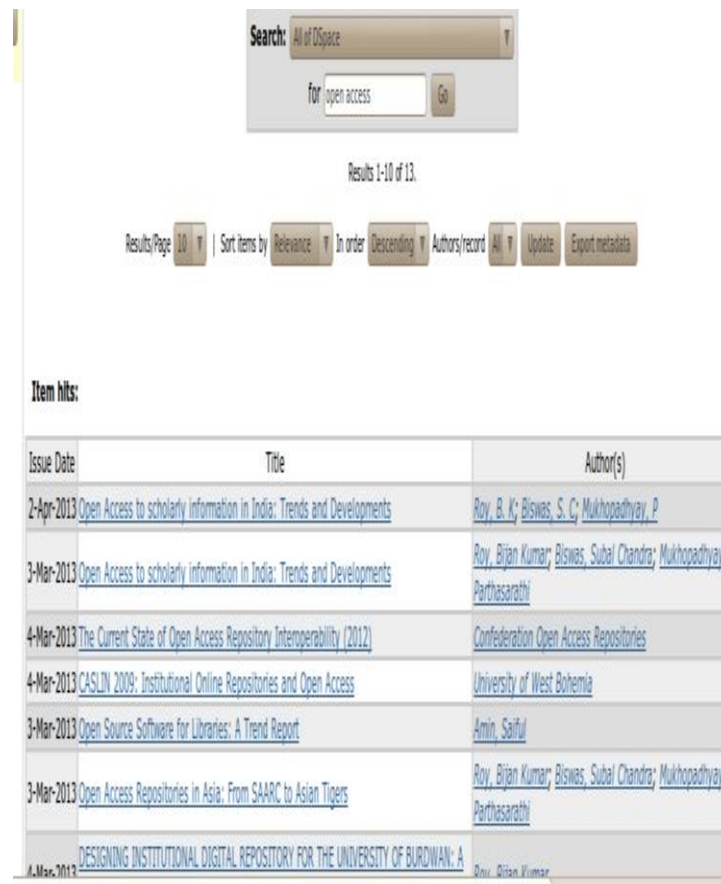 Search: All of DSpace
for open access Go
Results 1-10 of 13.
Results/Page 10 | Sort items by Relevance In order Descending Authors/record All Update Export metadata
Item hits:
Issue Date Title Author(s)
2-Apr-2013 Open Access to scholarly information in India: Trends and Developments Roy, B. K; Biswas, S. C; Mukhopadhyay, P
3-Mar-2013 Open Access to scholarly information in India: Trends and Developments Roy, Bijan Kumar; Biswas, Subal Chandra; Mukhopadhyay
Parthasarathi
4-Mar-2013 The Current State of Open Access Repository Interoperability (2012) Confederation Open Access Repositories
4-Mar-2013 CASLIN 2009: Institutional Online Repositories and Open Access University of West Bohemia
3-Mar-2013 Open Source Software for Libraries: A Trend Report Amin, Saiful
3-Mar-2013 Open Access Repositories in Asia: From SAARC to Asian Tigers Roy, Bijan Kumar; Biswas, Subal Chandra; Mukhopadhyay
Parthasarathi
DESIGNING INSTITUTIONAL DIGITAL REPOSITORY FOR THE UNIVERSITY OF BURDWAN: A
4-Mar-2013 Roy, Bijan Kumar